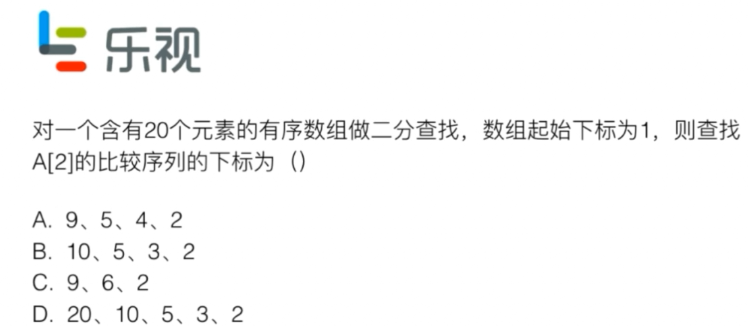 乐视
对一个含有20个元素的有序数组做二分查找，数组起始下标为1，则查找
A[2]的比较序列的下标为（）
A. 9、5、4、2
B. 10、5、3、2
C. 9、6、2
D. 20、10、5、3、2